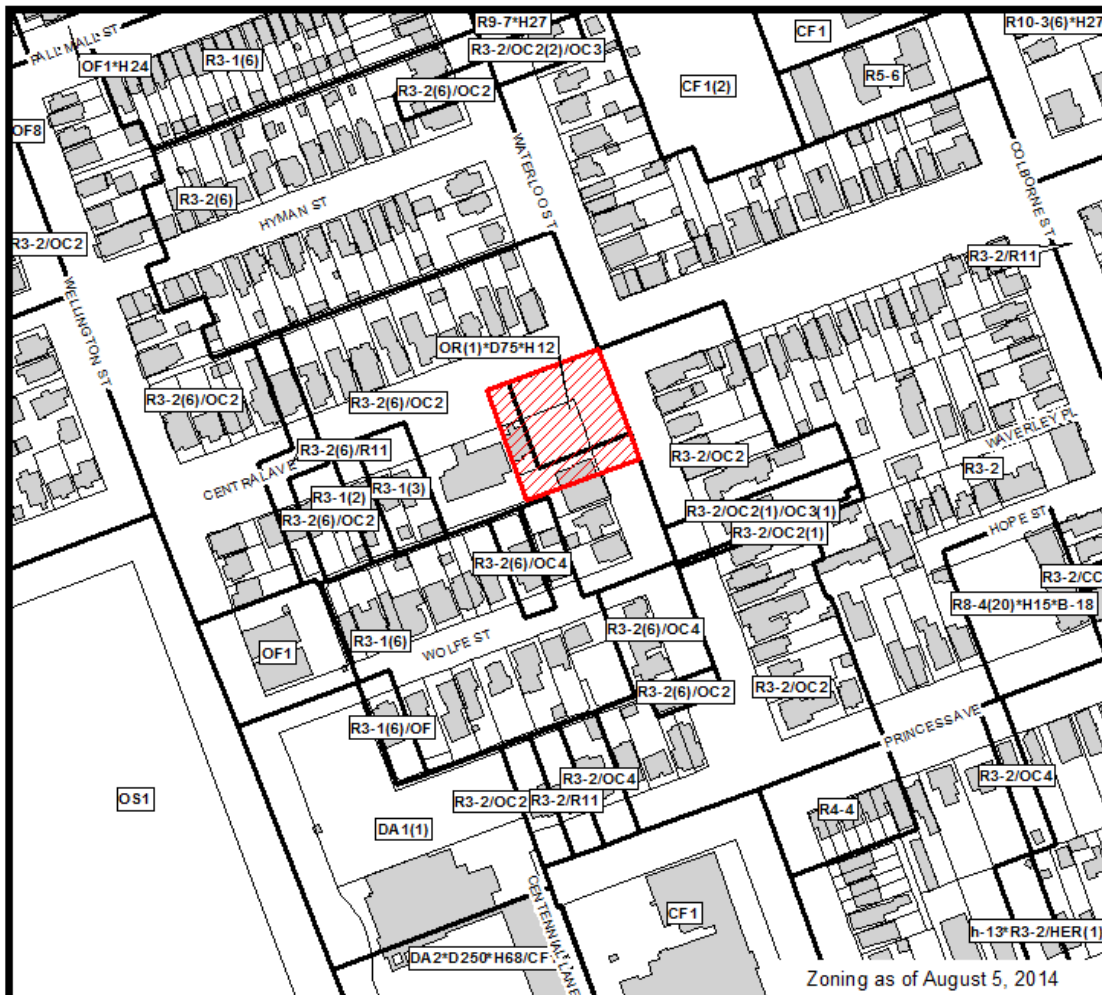 R9-7*H27
CF1
R10-3(6)*H27
PALL MALL ST
R3-1(6)
R3-2/OC2(2)/OC3
OF1*H24
R5-6
R3-2(6)/OC2
CF1(2)
OF8
WATERLOO ST
COLBORNE ST
R3-2(6)
HYMAN ST
R3-2/OC2
R3-2/R11
WELLINGTON ST
OR(1)*D75*H12
R3-2(6)/OC2
R3-2(6)/OC2
WAVERLEY PL
R3-2(6)/R11
R3-2/OC2
R3-2
CENTRAL AVE
R3-1(3)
R3-1(2)
R3-2(6)/OC2
R3-2/OC2(1)/OC3(1)
HOPE ST
R3-2/OC2(1)
R3-2(6)/OC4
R3-2/CC
R8-4(20)*H15*B-18
R3-2(6)/OC4
R3-1(6)
WOLFE ST
OF1
R3-2(6)/OC2
R3-2/OC2
R3-1(6)/OF
PRINCESS AVE
R3-2/OC4
R3-2/OC4
OS1
R3-2/OC2
R3-2/R11
R4-4
DA1(1)
CENTENNIAL LANE
CF1
h-13*R3-2/HER(1)
DA2*D250*H68/CF
Zoning as of August 5, 2014